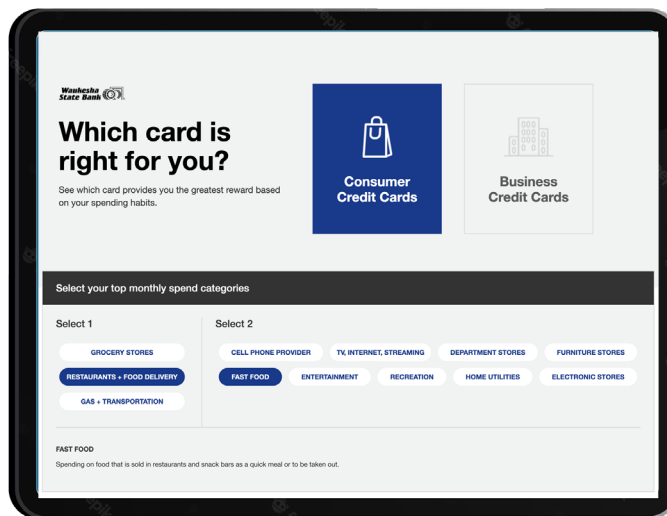 Waukesha
State Bank
Which card is
right for you?
See which card provides you the greatest reward based
on your spending habits.
Consumer
Credit Cards
Business
Credit Cards
Select your top monthly spend categories
Select 1
GROCERY STORES
RESTAURANTS + FOOD DELIVERY
GAS + TRANSPORTATION
Select 2
CELL PHONE PROVIDER
TV, INTERNET, STREAMING
DEPARTMENT STORES
FURNITURE STORES
FAST FOOD
ENTERTAINMENT
RECREATION
HOME UTILITIES
ELECTRONIC STORES
FAST FOOD
Spending on food that is sold in restaurants and snack bars as a quick meal or to be taken out.